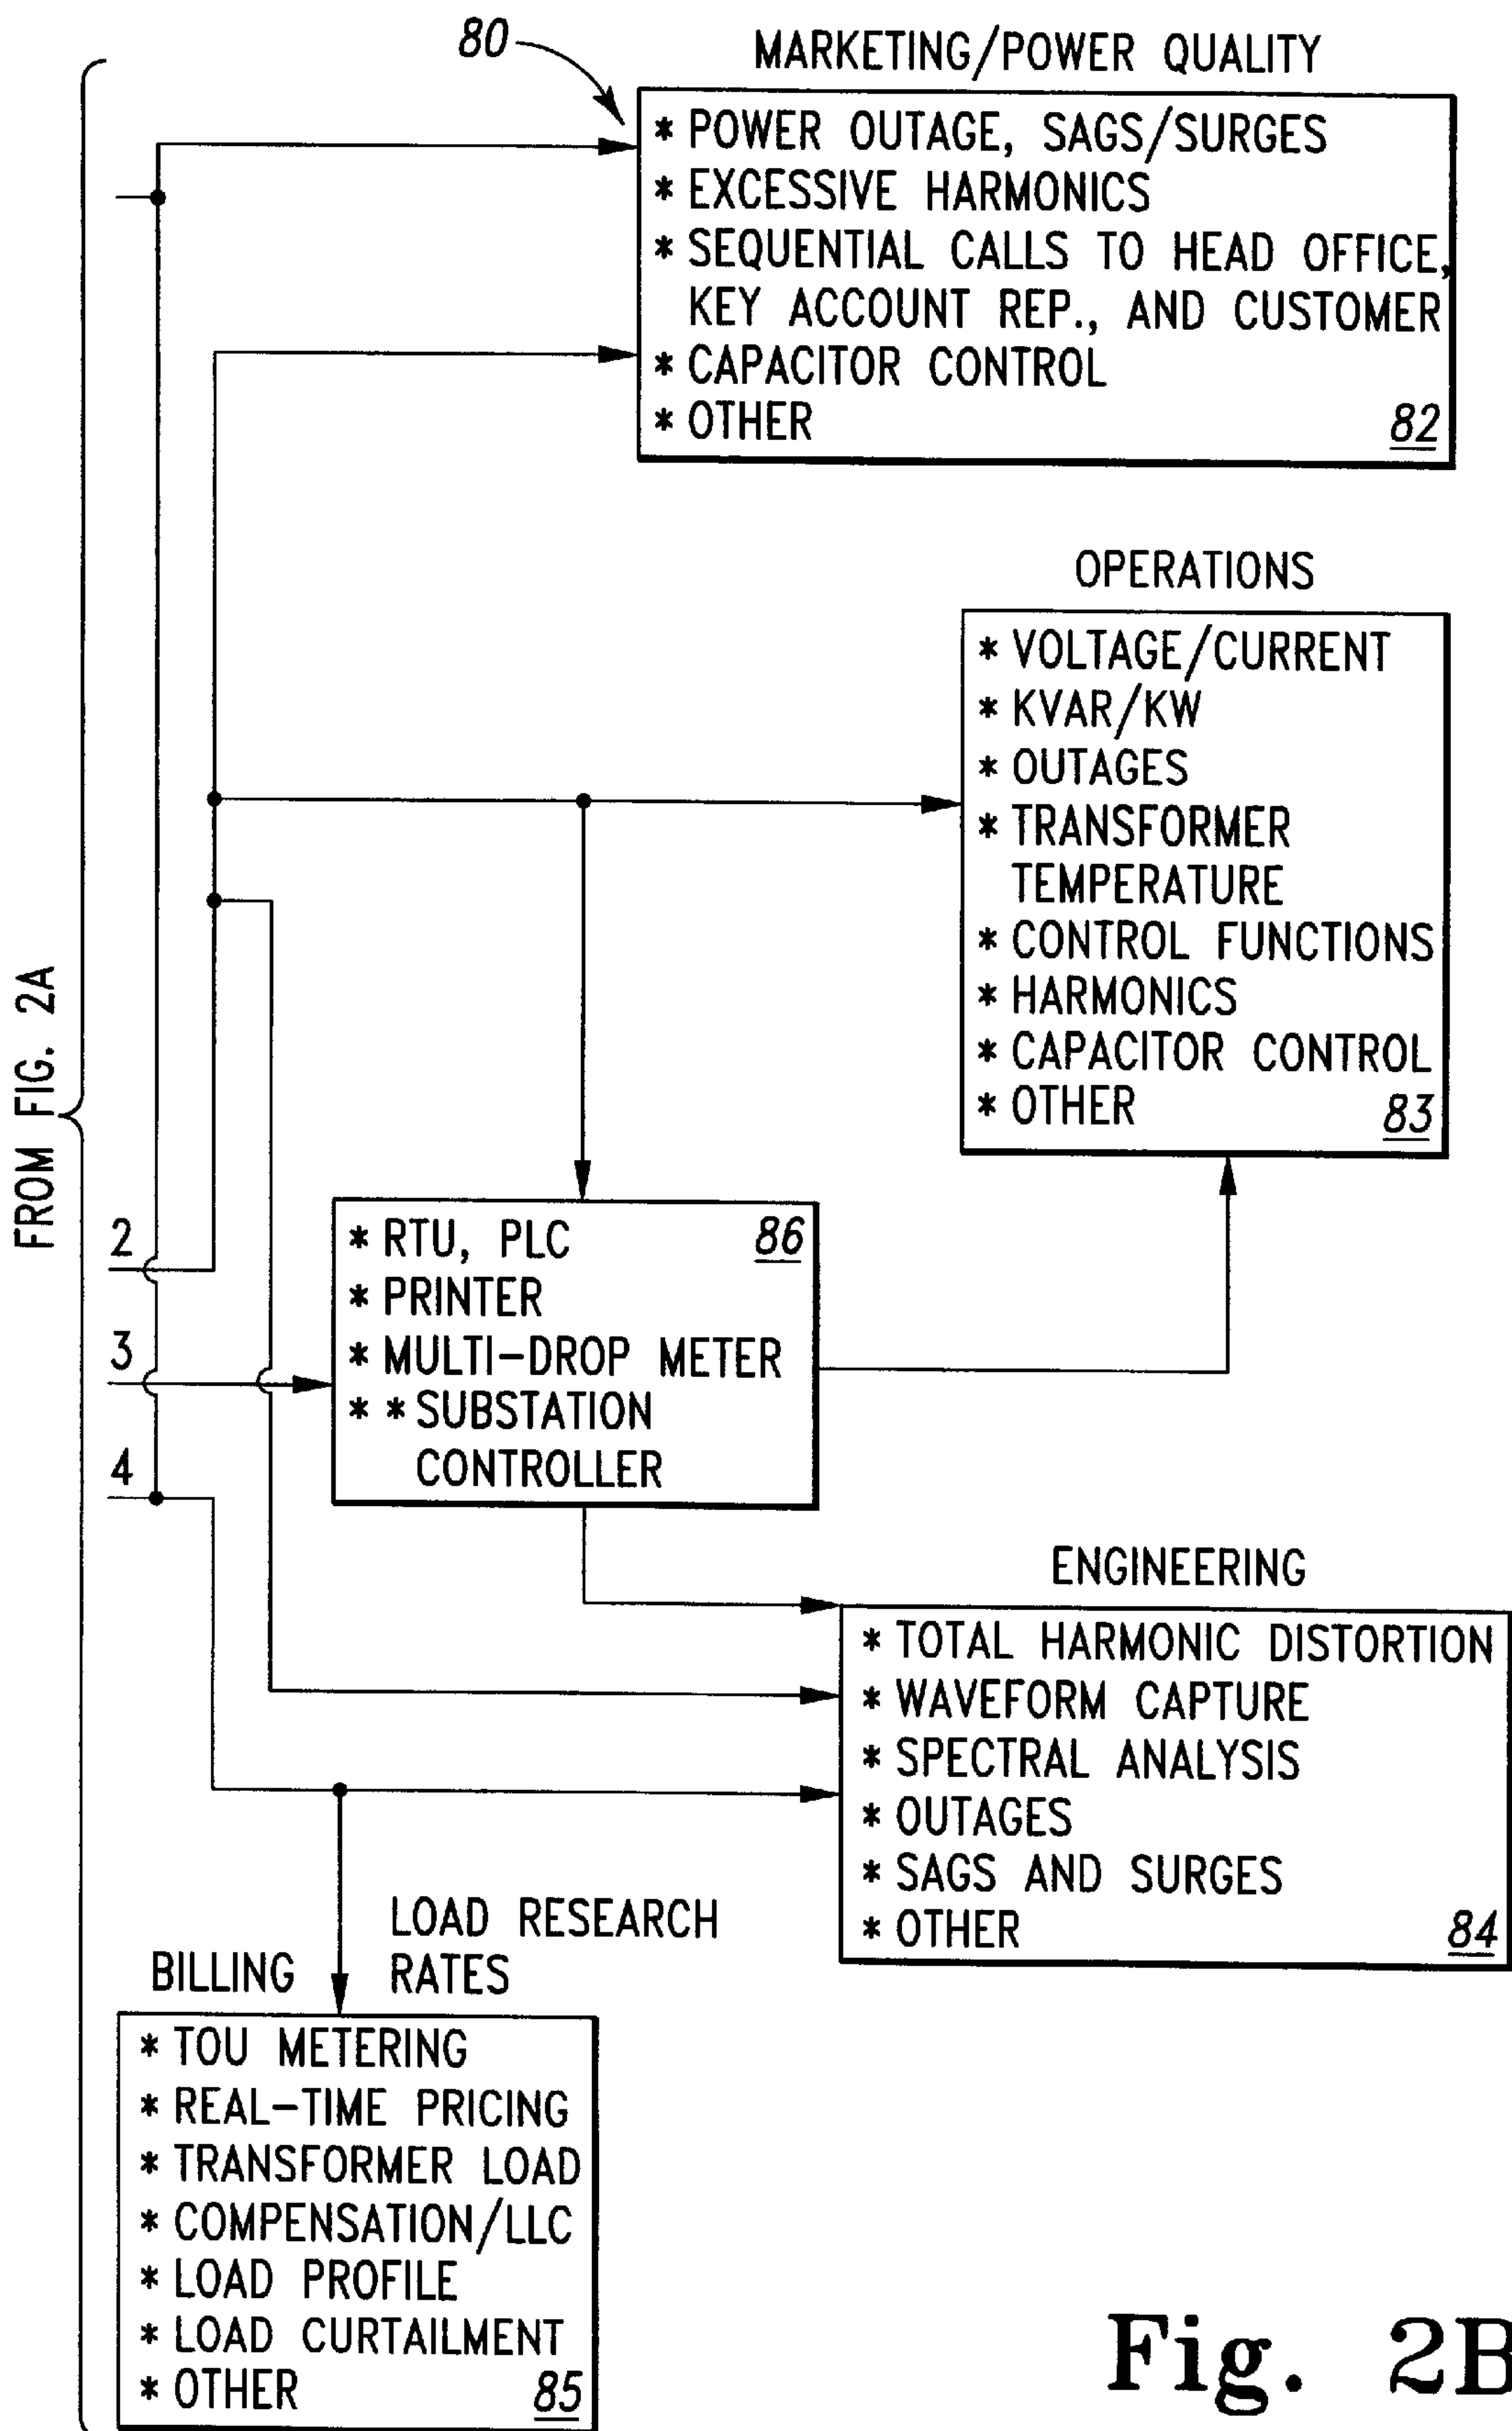 80
MARKETING/POWER QUALITY
* POWER OUTAGE, SAGS/SURGES
* EXCESSIVE HARMONICS
* SEQUENTIAL CALLS TO HEAD OFFICE,
KEY ACCOUNT REP., AND CUSTOMER
* CAPACITOR CONTROL
* OTHER
82
OPERATIONS
* VOLTAGE/CURRENT
* KVAR/KW
* OUTAGES
* TRANSFORMER
TEMPERATURE
* CONTROL FUNCTIONS
* HARMONICS
* CAPACITOR CONTROL
* OTHER
83
FROM FIG. 2A
2
3
4
* RTU, PLC
86
* PRINTER
* MULTI-DROP METER
* * SUBSTATION
CONTROLLER
ENGINEERING
* TOTAL HARMONIC DISTORTION
* WAVEFORM CAPTURE
* SPECTRAL ANALYSIS
* OUTAGES
* SAGS AND SURGES
* OTHER
84
BILLING
LOAD RESEARCH
RATES
* TOU METERING
* REAL-TIME PRICING
* TRANSFORMER LOAD
* COMPENSATION/LLC
* LOAD PROFILE
* LOAD CURTAILMENT
* OTHER
85
Fig. 2B